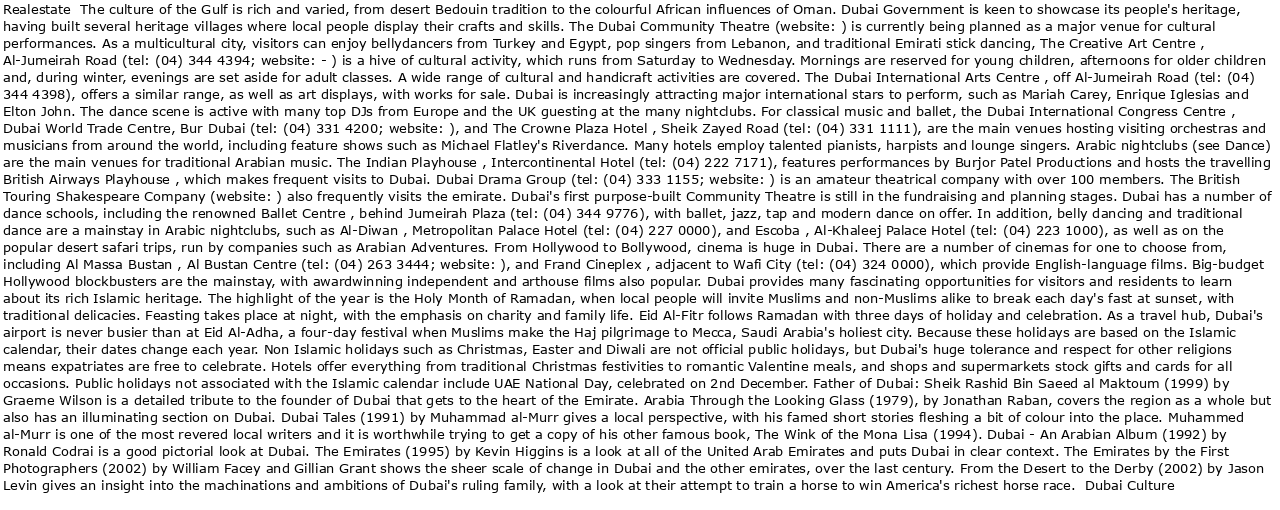 Realestate  The culture of the Gulf is rich and varied, from desert Bedouin tradition to the colourful African influences of Oman. Dubai Government is keen to showcase its people's heritage,
having built several heritage villages where local people display their crafts and skills. The Dubai Community Theatre (website: ) is currently being planned as a major venue for cultural
performances. As a multicultural city, visitors can enjoy bellydancers from Turkey and Egypt, pop singers from Lebanon, and traditional Emirati stick dancing, The Creative Art Centre ,
Al-Jumeirah Road (tel: (04) 344 4394; website: - ) is a hive of cultural activity, which runs from Saturday to Wednesday. Mornings are reserved for young children, afternoons for older children
and, during winter, evenings are set aside for adult classes. A wide range of cultural and handicraft activities are covered. The Dubai International Arts Centre , off Al-Jumeirah Road (tel: (04)
344 4398), offers a similar range, as well as art displays, with works for sale. Dubai is increasingly attracting major international stars to perform, such as Mariah Carey, Enrique Iglesias and
Elton John. The dance scene is active with many top DJs from Europe and the UK guesting at the many nightclubs. For classical music and ballet, the Dubai International Congress Centre ,
Dubai World Trade Centre, Bur Dubai (tel: (04) 331 4200; website: ), and The Crowne Plaza Hotel , Sheik Zayed Road (tel: (04) 331 1111), are the main venues hosting visiting orchestras and
musicians from around the world, including feature shows such as Michael Flatley's Riverdance. Many hotels employ talented pianists, harpists and lounge singers. Arabic nightclubs (see Dance)
are the main venues for traditional Arabian music. The Indian Playhouse , Intercontinental Hotel (tel: (04) 222 7171), features performances by Burjor Patel Productions and hosts the travelling
British Airways Playhouse , which makes frequent visits to Dubai. Dubai Drama Group (tel: (04) 333 1155; website: ) is an amateur theatrical company with over 100 members. The British
Touring Shakespeare Company (website: ) also frequently visits the emirate. Dubai's first purpose-built Community Theatre is still in the fundraising and planning stages. Dubai has a number of
dance schools, including the renowned Ballet Centre , behind Jumeirah Plaza (tel: (04) 344 9776), with ballet, jazz, tap and modern dance on offer. In addition, belly dancing and traditional
dance are a mainstay in Arabic nightclubs, such as Al-Diwan , Metropolitan Palace Hotel (tel: (04) 227 0000), and Escoba , Al-Khaleej Palace Hotel (tel: (04) 223 1000), as well as on the
popular desert safari trips, run by companies such as Arabian Adventures. From Hollywood to Bollywood, cinema is huge in Dubai. There are a number of cinemas for one to choose from,
including Al Massa Bustan , Al Bustan Centre (tel: (04) 263 3444; website: ), and Frand Cineplex , adjacent to Wafi City (tel: (04) 324 0000), which provide English-language films. Big-budget
Hollywood blockbusters are the mainstay, with awardwinning independent and arthouse films also popular. Dubai provides many fascinating opportunities for visitors and residents to learn
about its rich Islamic heritage. The highlight of the year is the Holy Month of Ramadan, when local people will invite Muslims and non-Muslims alike to break each day's fast at sunset, with
traditional delicacies. Feasting takes place at night, with the emphasis on charity and family life. Eid Al-Fitr follows Ramadan with three days of holiday and celebration. As a travel hub, Dubai's
airport is never busier than at Eid Al-Adha, a four-day festival when Muslims make the Haj pilgrimage to Mecca, Saudi Arabia's holiest city. Because these holidays are based on the Islamic
calendar, their dates change each year. Non Islamic holidays such as Christmas, Easter and Diwali are not official public holidays, but Dubai's huge tolerance and respect for other religions
means expatriates are free to celebrate. Hotels offer everything from traditional Christmas festivities to romantic Valentine meals, and shops and supermarkets stock gifts and cards for all
occasions. Public holidays not associated with the Islamic calendar include UAE National Day, celebrated on 2nd December. Father of Dubai: Sheik Rashid Bin Saeed al Maktoum (1999) by
Graeme Wilson is a detailed tribute to the founder of Dubai that gets to the heart of the Emirate. Arabia Through the Looking Glass (1979), by Jonathan Raban, covers the region as a whole but
also has an illuminating section on Dubai. Dubai Tales (1991) by Muhammad al-Murr gives a local perspective, with his famed short stories fleshing a bit of colour into the place. Muhammed
al-Murr is one of the most revered local writers and it is worthwhile trying to get a copy of his other famous book, The Wink of the Mona Lisa (1994). Dubai - An Arabian Album (1992) by
Ronald Codrai is a good pictorial look at Dubai. The Emirates (1995) by Kevin Higgins is a look at all of the United Arab Emirates and puts Dubai in clear context. The Emirates by the First
Photographers (2002) by William Facey and Gillian Grant shows the sheer scale of change in Dubai and the other emirates, over the last century. From the Desert to the Derby (2002) by Jason
Levin gives an insight into the machinations and ambitions of Dubai's ruling family, with a look at their attempt to train a horse to win America's richest horse race.  Dubai Culture